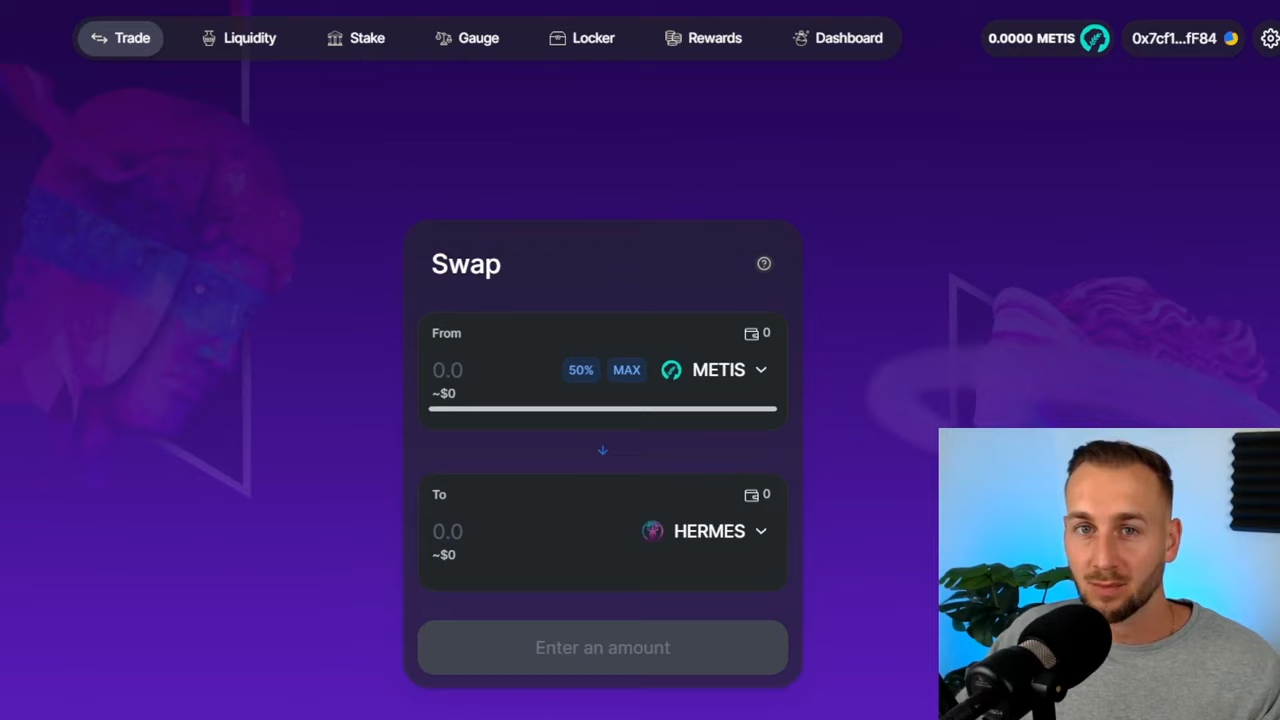 Trade Liquidity Stake Gauge Locker Rewards Dashboard 0.0000 METIS 0x7cf1...fF84
Swap
From 0
0.0 50% MAX METIS
~$0
To 0
0.0 HERMES
~$0
Enter an amount